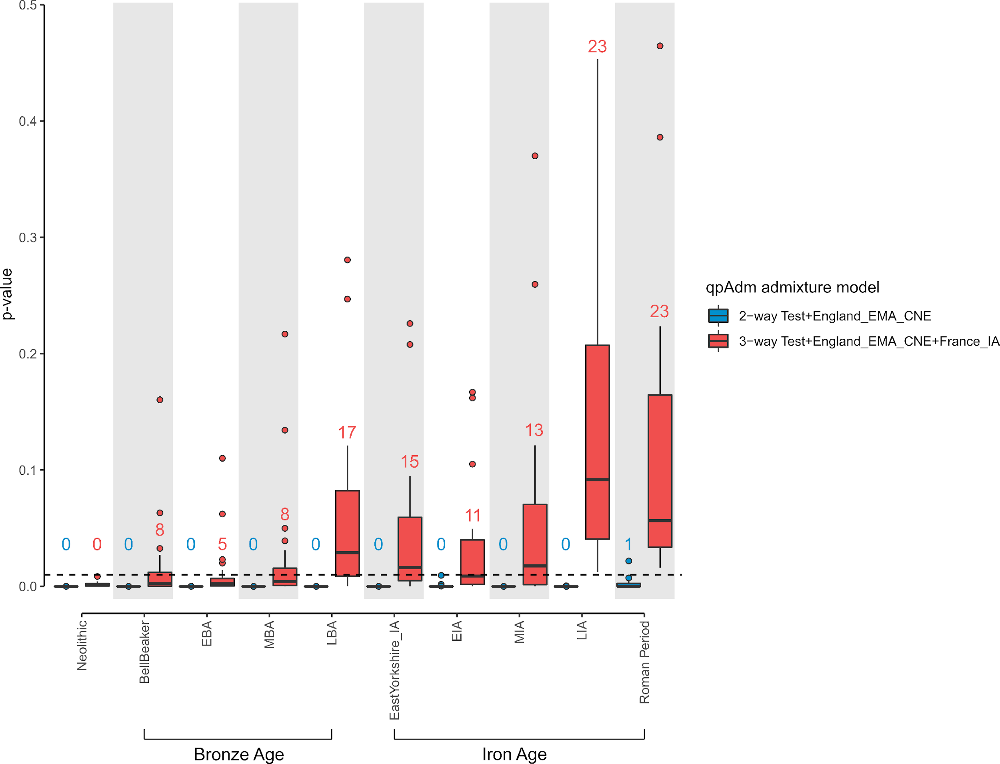 0.5
0.4
0.3
0.2
0.1
0.0
p-value
23
23
17
15
13
11
8
8
5
0
0
0
0
0
0
0
0
0
0
1
Neolithic
BellBeaker
EBA
MBA
LBA
EastYorkshire_IA
EIA
MIA
LIA
Roman Period
Bronze Age
Iron Age
qpAdm admixture model
2-way Test+England_EMA_CNE
3-way Test+England_EMA_CNE+France_IA